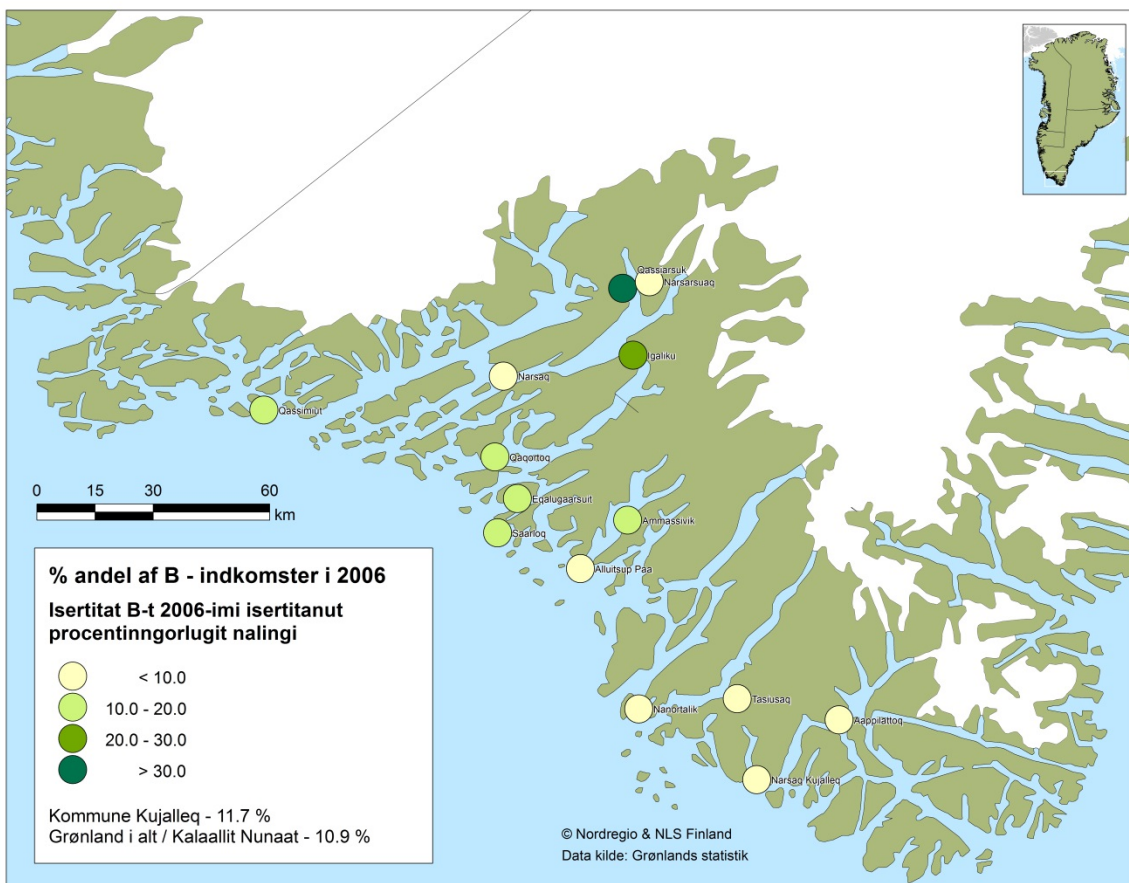 Qassiarsuk
Narsarsuaq
Igaliku
Narsaq
Qassimiut
Qaqortoq
Eqalugaarsuit
Ammassivik
Saarloq
Alluitsup Paa
Nanortalik
Tasiusaq
Aappilattoq
Narsaq Kujalleq
0 15 30 60
km
% andel af B - indkomster i 2006
Isertitat B-t 2006-imi isertitanut
procentinngorlugit nalingi
< 10.0
10.0 - 20.0
20.0 - 30.0
> 30.0
Kommune Kujalleq - 11.7 %
Grønland i alt / Kalaallit Nunaat - 10.9 %
© Nordregio & NLS Finland
Data kilde: Grønlands statistik